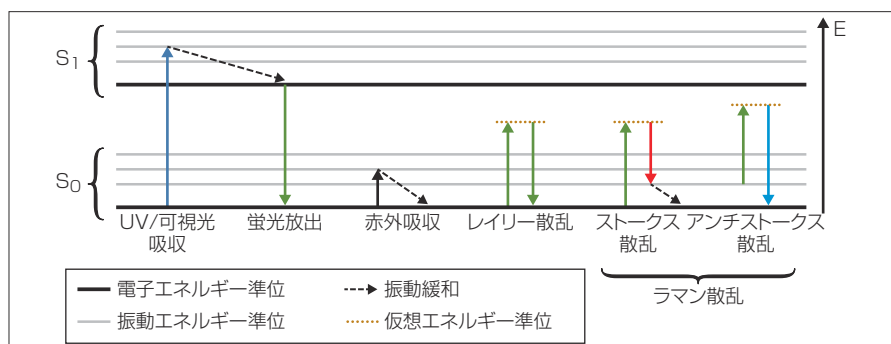 E
S1
S0
UV/可視光
吸収
蛍光放出
赤外吸収
レイリー散乱
ストークス
散乱
アンチストークス
散乱
ラマン散乱
電子エネルギー準位
振動緩和
振動エネルギー準位
仮想エネルギー準位